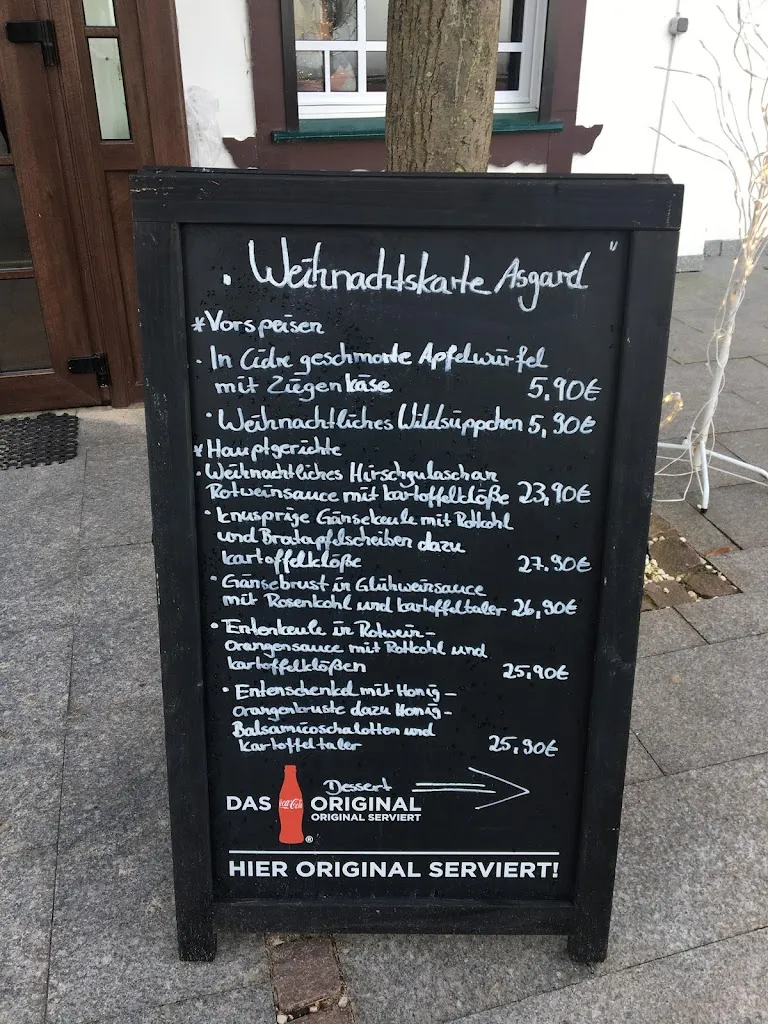 . Weihnachtskarte Asgard "
*Vorspeisen
· In Cidre geschmorte Apfelwürfel
mit Ziegenkäse 5,90€
· Weihnachtliches Wildsüppchen 5,90€
*Hauptgerichte
· Weihnachtliches Hirschgulasch an
Rotweinsauce mit Kartoffelklöße 23,90€
· knusprige Gänsekeule mit Rotkohl
und Bratapfelscheiben dazu
Kartoffelklöße 27.90€
· Gänsebrust in Glühweinsauce
mit Rosenkohl und Kartoffeltaler 26,90€
· Entenkeule in Rotwein-
Orangensauce mit Rotkohl und
Kartoffelklößen 25,90€
· Entenschenkel mit Honig-
Orangenkruste dazu Honig-
Balsamicoschalotten und
Kartoffeltaler 25,90€
Dessert →
DAS Coca-Cola ORIGINAL
ORIGINAL SERVIERT
®
HIER ORIGINAL SERVIERT!